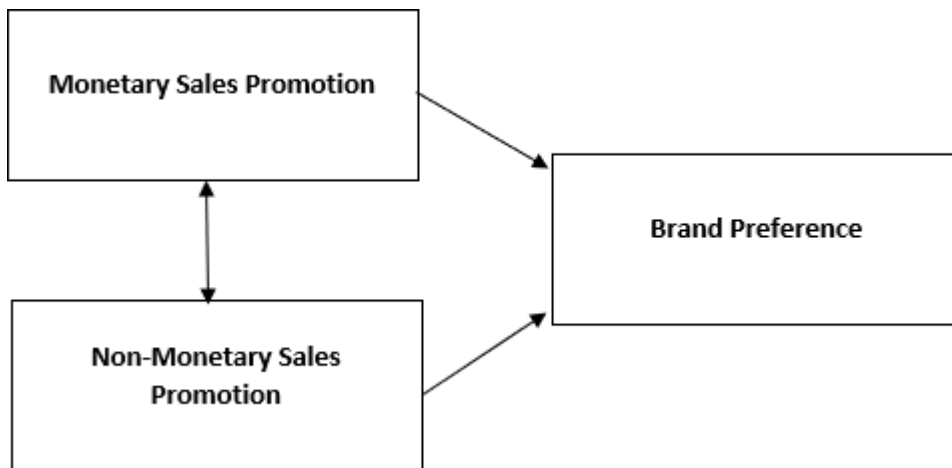 Monetary Sales Promotion
Brand Preference
Non-Monetary Sales
Promotion